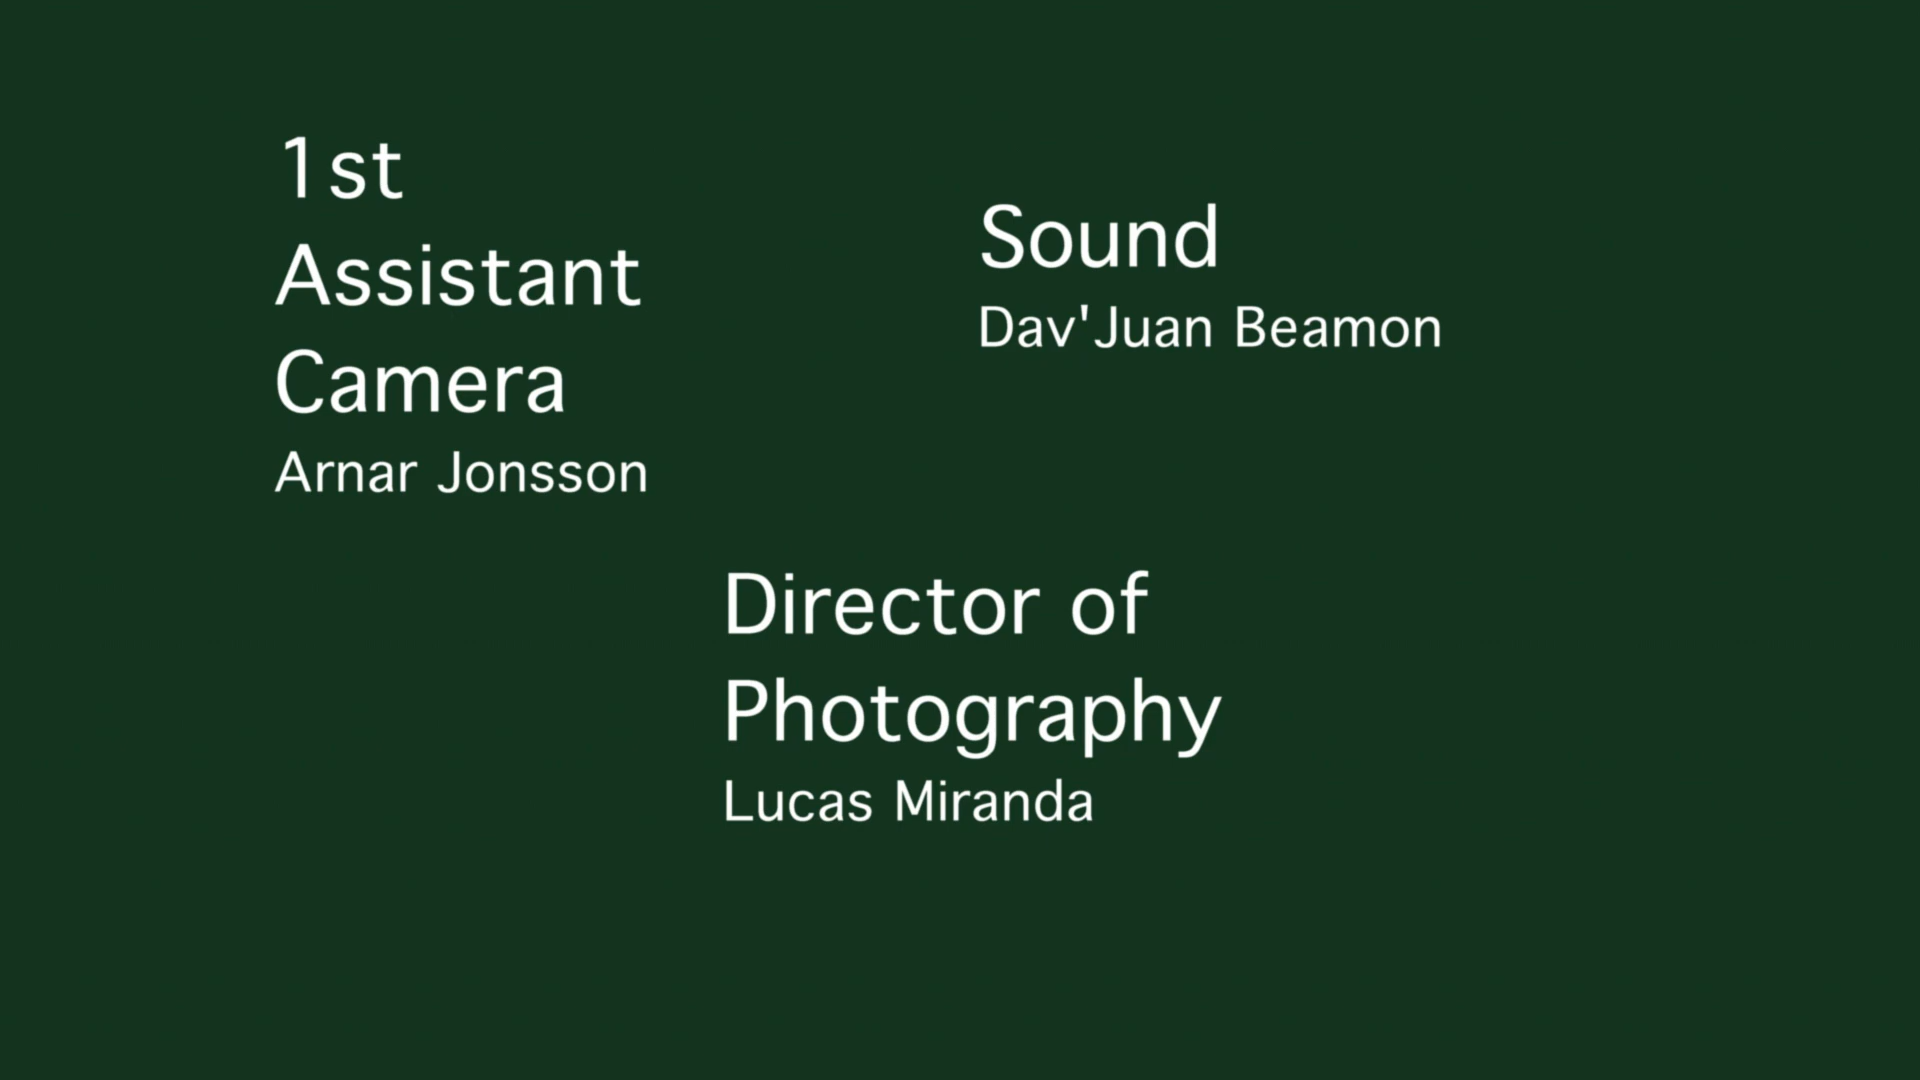 1st
Assistant
Camera
Arnar Jonsson
Sound
Dav'Juan Beamon
Director of
Photography
Lucas Miranda